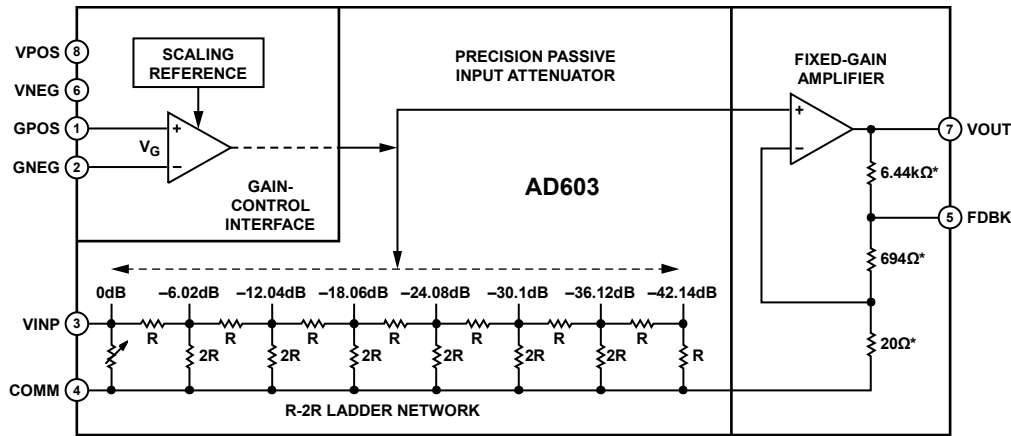 SCALING
REFERENCE
PRECISION PASSIVE
INPUT ATTENUATOR
FIXED-GAIN
AMPLIFIER
VPOS 8
VNEG 6
GPOS 1
GNEG 2
VG
+
–
GAIN-
CONTROL
INTERFACE
AD603
+
–
7 VOUT
6.44kΩ*
5 FDBK
694Ω*
20Ω*
0dB –6.02dB –12.04dB –18.06dB –24.08dB –30.1dB –36.12dB –42.14dB
VINP 3
R R R R R R R
2R 2R 2R 2R 2R 2R R
COMM 4
R-2R LADDER NETWORK